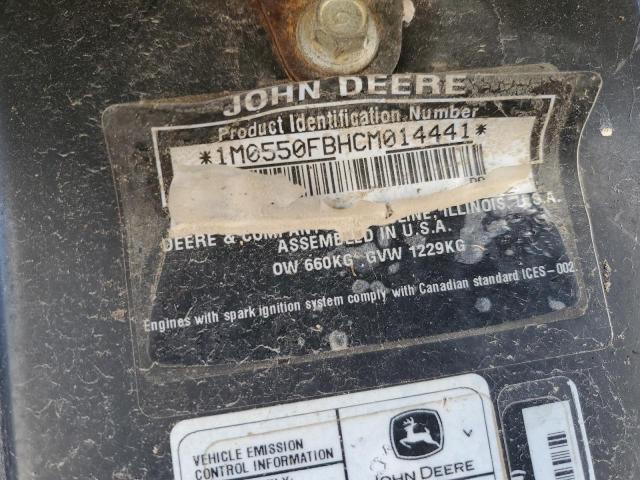 JOHN DEERE
Product Identification Number
*1M0550FBHCM014441*
DEERE & COMPANY MOLINE, ILLINOIS, U.S.A.
ASSEMBLED IN U.S.A.
OW 660KG GVW 1229KG
Engines with spark ignition system comply with Canadian standard ICES-002
VEHICLE EMISSION
CONTROL INFORMATION
JOHN DEERE